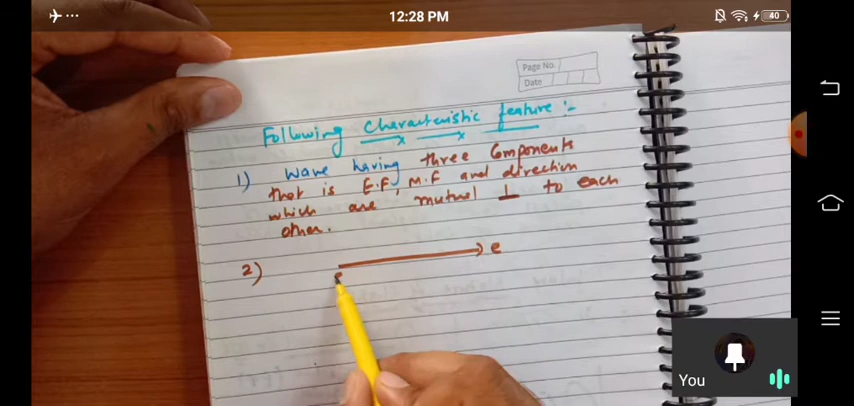 12:28 PM
40
Page No.
Date
Following characteristic feature :-
1) Wave having three components
that is E.F, M.F and direction
which are mutual ⊥ to each
other.
2) e
You